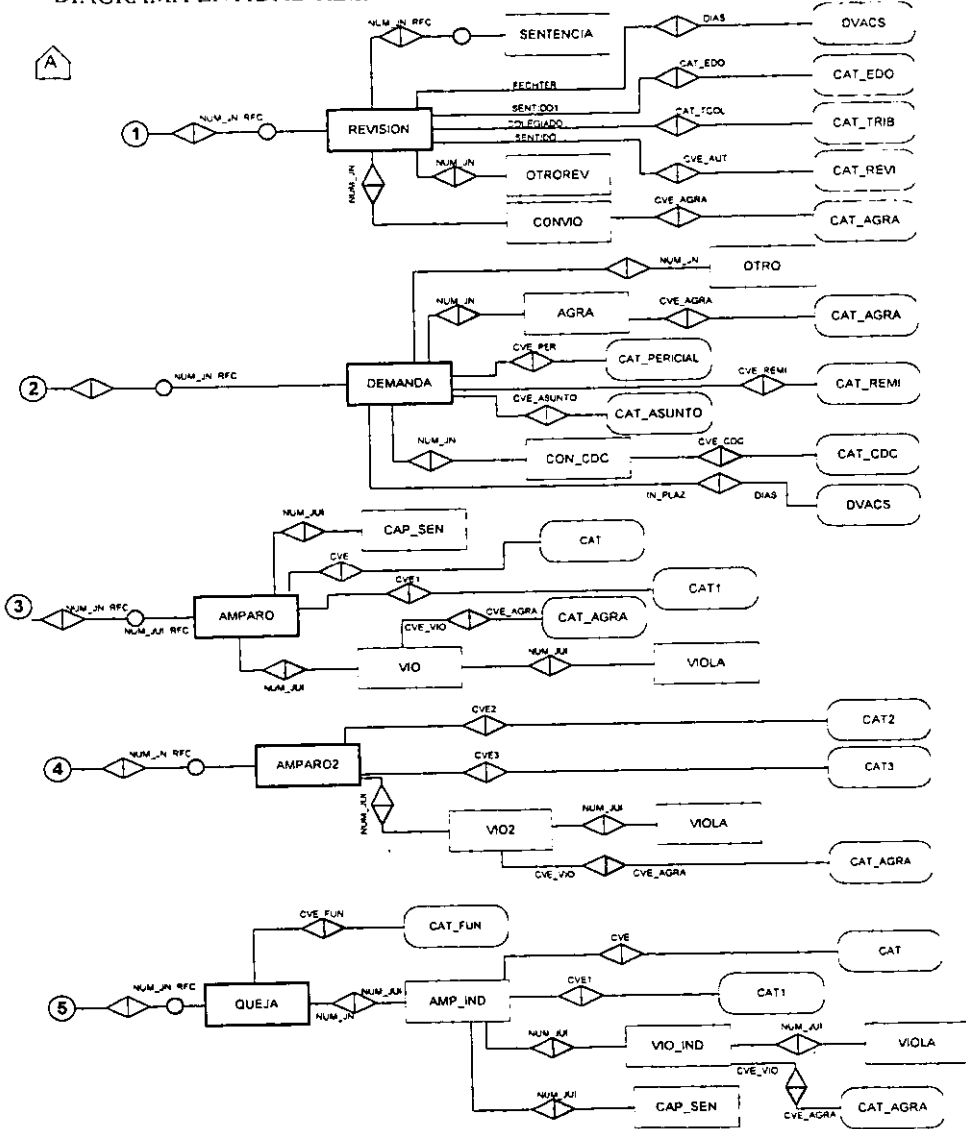 NUM_JN RFC
SENTENCIA
DIAS
DVACS
A
FECHTER
CAT_EDO
CAT_EDO
SENTIDO1
1
NUM_JN RFC
REVISION
COLEGIADO
CAT_TCOL
CAT_TRIB
SENTIDO
NUM_JN
OTROREV
CVE_AUT
CAT_REVI
NUM_JN
CONVIO
CVE_AGRA
CAT_AGRA
NUM_JN
OTRO
NUM_JN
AGRA
CVE_AGRA
CAT_AGRA
CVE_PER
CAT_PERICIAL
2
NUM_JN RFC
DEMANDA
CVE_REMI
CAT_REMI
CVE_ASUNTO
CAT_ASUNTO
NUM_JN
CON_CDC
CVE_CDC
CAT_CDC
IN_PLAZ
DIAS
DVACS
NUM_JUI
CAP_SEN
CVE
CAT
CVE1
CAT1
3
NUM_JN RFC
NUM_JUI RFC
AMPARO
CVE_VIO
CVE_AGRA
CAT_AGRA
NUM_JUI
VIO
NUM_JUI
VIOLA
CVE2
CAT2
4
NUM_JN RFC
AMPARO2
CVE3
CAT3
NUM_JUI
VIO2
NUM_JUI
VIOLA
CVE_VIO
CVE_AGRA
CAT_AGRA
CVE_FUN
CAT_FUN
CVE
CAT
5
NUM_JN RFC
QUEJA
NUM_JN
NUM_JUI
AMP_IND
CVE1
CAT1
NUM_JUI
VIO_IND
NUM_JUI
VIOLA
CVE_VIO
NUM_JUI
CAP_SEN
CVE_AGRA
CAT_AGRA